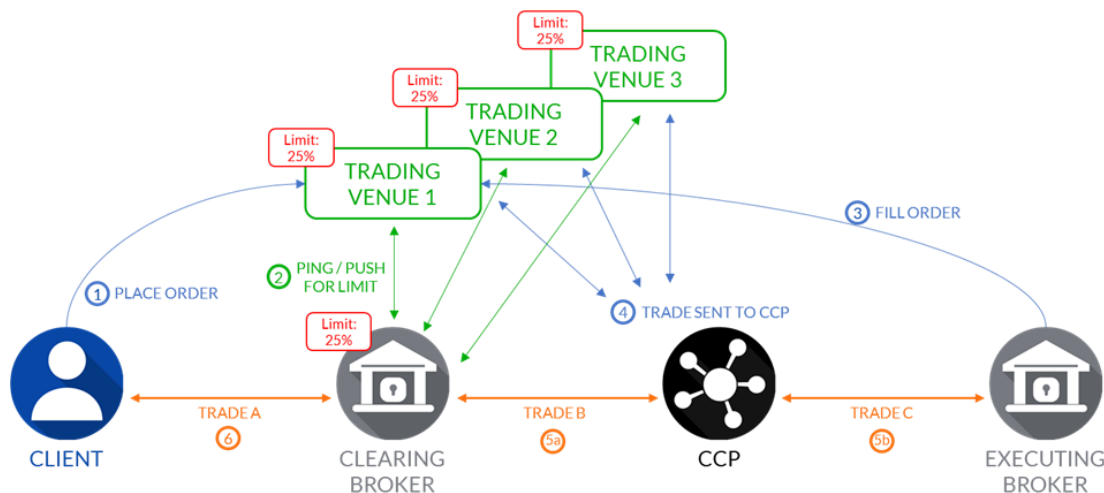 Limit:
25%
TRADING
VENUE 3
Limit:
25%
TRADING
VENUE 2
Limit:
25%
TRADING
VENUE 1
3 FILL ORDER
2 PING / PUSH
FOR LIMIT
1 PLACE ORDER
4 TRADE SENT TO CCP
Limit:
25%
TRADE A
6
TRADE B
5a
TRADE C
5b
CLIENT
CLEARING
BROKER
CCP
EXECUTING
BROKER